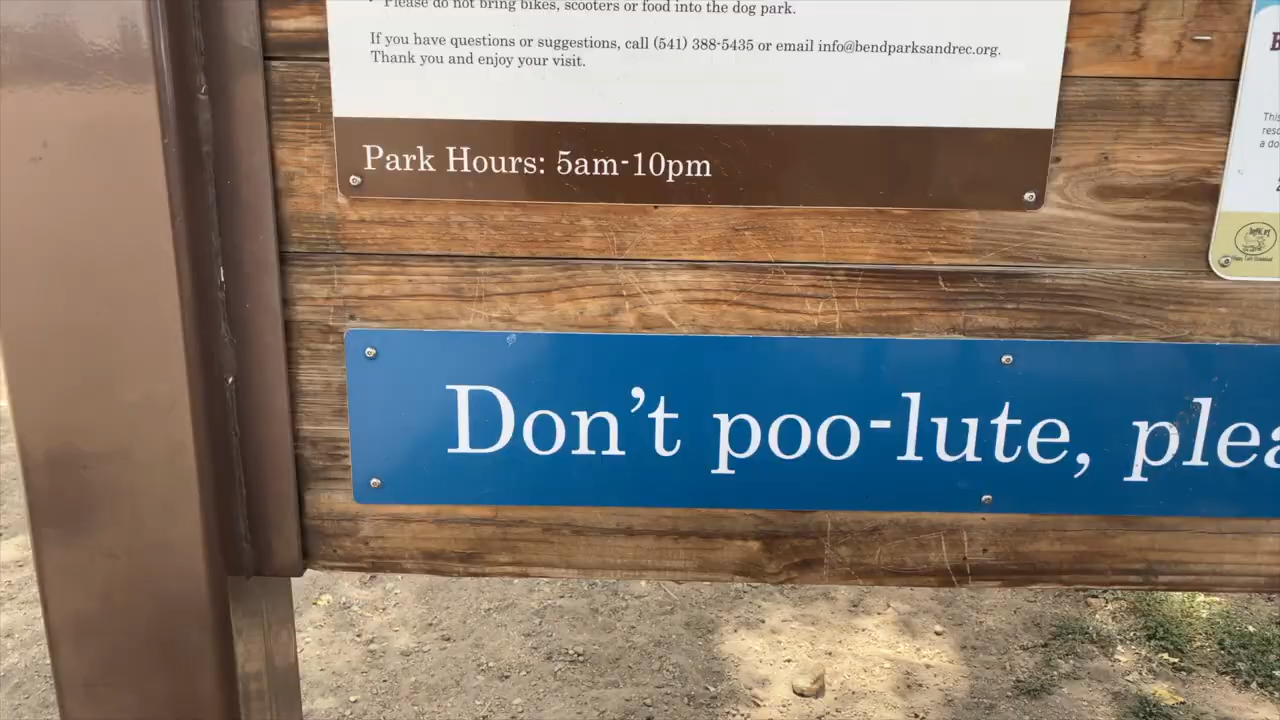 Please do not bring bikes, scooters or food into the dog park.
If you have questions or suggestions, call (541) 388-5435 or email info@bendparksandrec.org.
Thank you and enjoy your visit.
Park Hours: 5am-10pm
Don't poo-lute, plea
This
a do